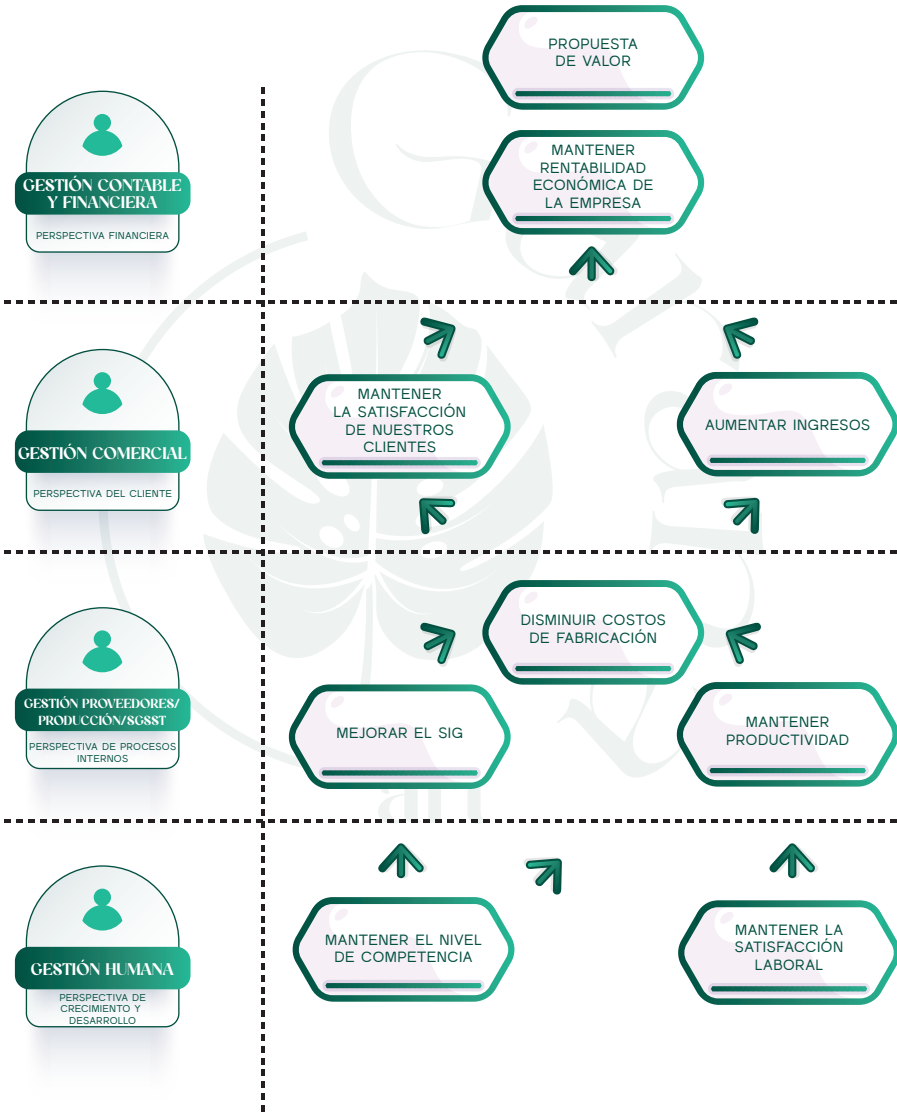 PROPUESTA
DE VALOR
GESTIÓN CONTABLE
Y FINANCIERA
PERSPECTIVA FINANCIERA
MANTENER
RENTABILIDAD
ECONÓMICA DE
LA EMPRESA
GESTIÓN COMERCIAL
PERSPECTIVA DEL CLIENTE
MANTENER
LA SATISFACCIÓN
DE NUESTROS
CLIENTES
AUMENTAR INGRESOS
GESTIÓN PROVEEDORES/
PRODUCCIÓN/SGSST
PERSPECTIVA DE PROCESOS
INTERNOS
DISMINUIR COSTOS
DE FABRICACIÓN
MEJORAR EL SIG
MANTENER
PRODUCTIVIDAD
GESTIÓN HUMANA
PERSPECTIVA DE
CRECIMIENTO Y
DESARROLLO
MANTENER EL NIVEL
DE COMPETENCIA
MANTENER LA
SATISFACCIÓN
LABORAL